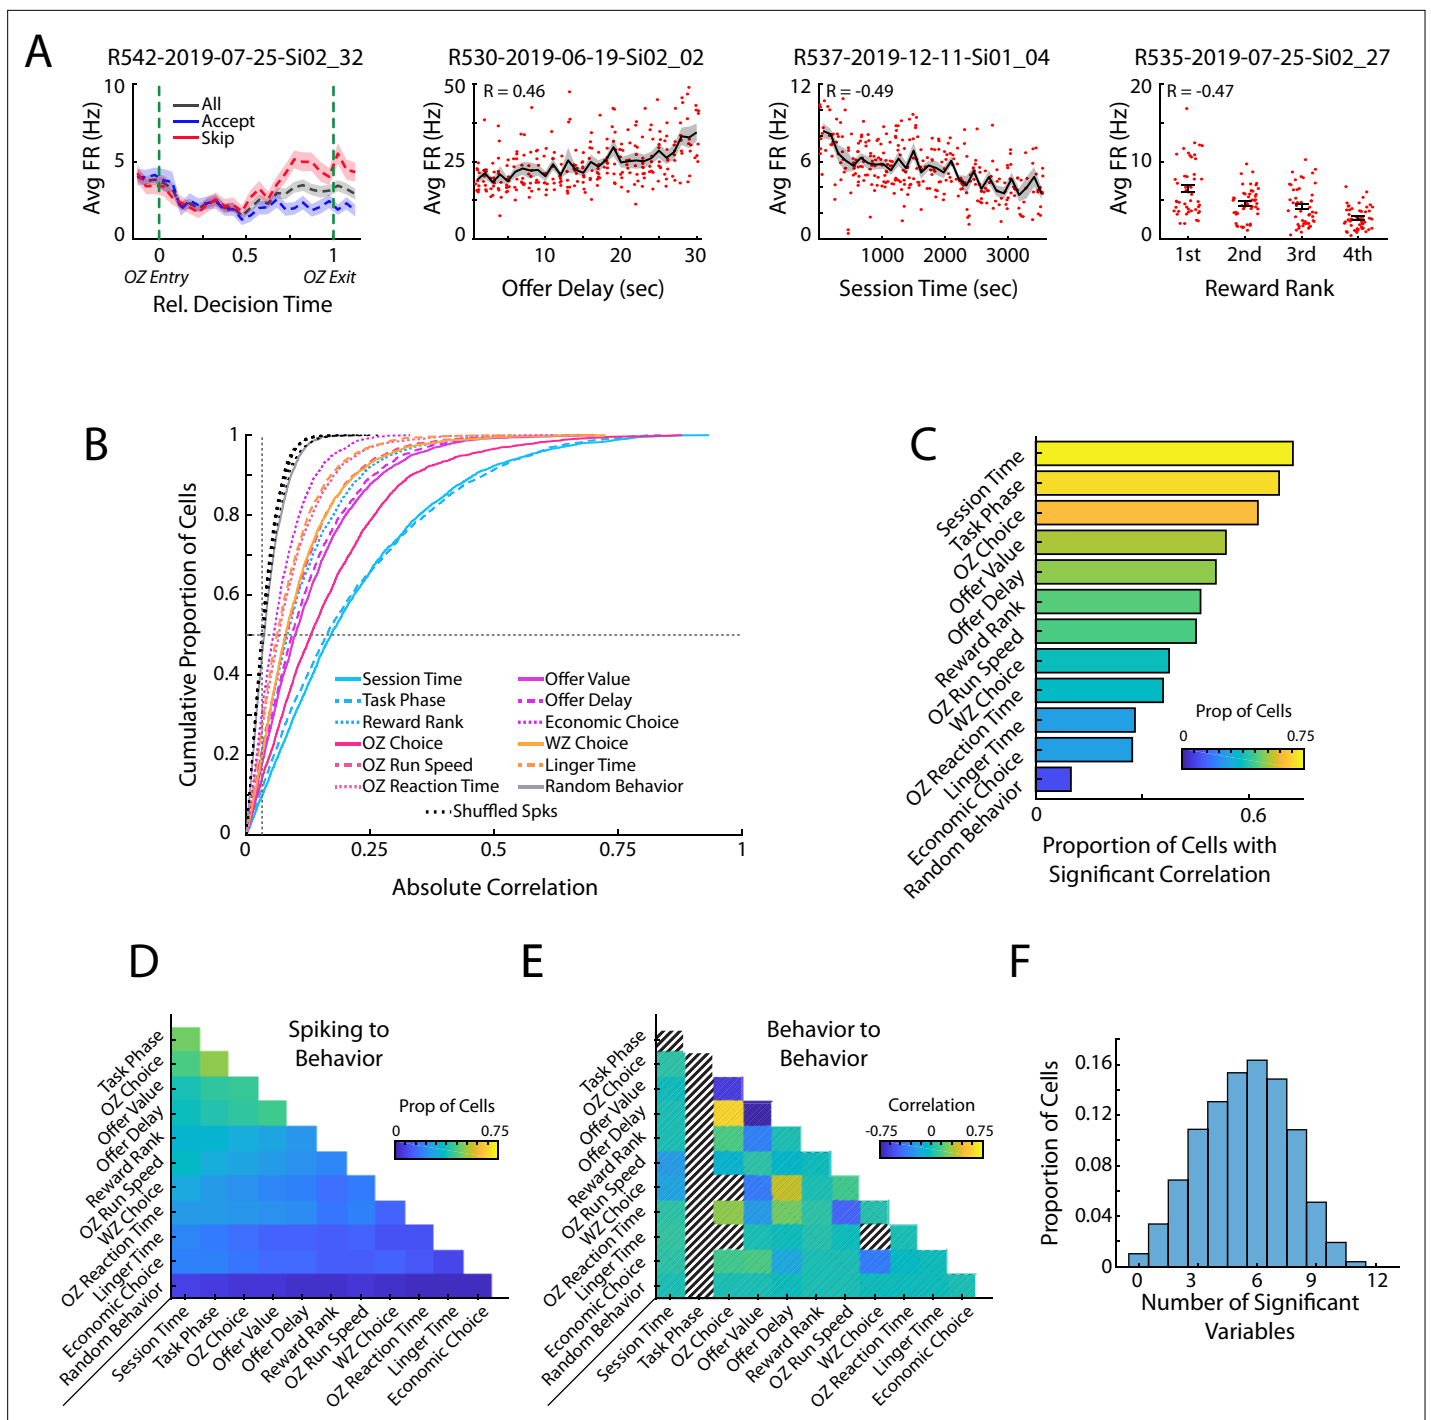 A
R542-2019-07-25-Si02_32
R530-2019-06-19-Si02_02
R537-2019-12-11-Si01_04
R535-2019-07-25-Si02_27
Avg FR (Hz)
10
5
0
All
Accept
Skip
0
0.5
1
OZ Entry
OZ Exit
Rel. Decision Time
Avg FR (Hz)
50
25
0
R = 0.46
10
20
30
Offer Delay (sec)
Avg FR (Hz)
12
6
0
R = -0.49
1000
2000
3000
Session Time (sec)
Avg FR (Hz)
20
10
0
R = -0.47
1st
2nd
3rd
4th
Reward Rank
B
Cumulative Proportion of Cells
1
0.8
0.6
0.4
0.2
0
Session Time
Task Phase
Reward Rank
OZ Choice
OZ Run Speed
OZ Reaction Time
Offer Value
Offer Delay
Economic Choice
WZ Choice
Linger Time
Random Behavior
Shuffled Spks
0
0.25
0.5
0.75
1
Absolute Correlation
C
Session Time
Task Phase
OZ Choice
Offer Value
Offer Delay
Reward Rank
OZ Run Speed
WZ Choice
OZ Reaction Time
Linger Time
Economic Choice
Random Behavior
Prop of Cells
0
0.75
0
0.6
Proportion of Cells with
Significant Correlation
D
Spiking to
Behavior
Prop of Cells
0
0.75
Task Phase
OZ Choice
Offer Value
Offer Delay
Reward Rank
OZ Run Speed
WZ Choice
OZ Reaction Time
Linger Time
Economic Choice
Random Behavior
Session Time
Task Phase
OZ Choice
Offer Value
Offer Delay
Reward Rank
OZ Run Speed
WZ Choice
OZ Reaction Time
Linger Time
Economic Choice
E
Behavior to
Behavior
Correlation
-0.75
0
0.75
Task Phase
OZ Choice
Offer Value
Offer Delay
Reward Rank
OZ Run Speed
WZ Choice
OZ Reaction Time
Linger Time
Economic Choice
Random Behavior
Session Time
Task Phase
OZ Choice
Offer Value
Offer Delay
Reward Rank
OZ Run Speed
WZ Choice
OZ Reaction Time
Linger Time
Economic Choice
F
Proportion of Cells
0.16
0.12
0.08
0.04
0
0
3
6
9
12
Number of Significant
Variables